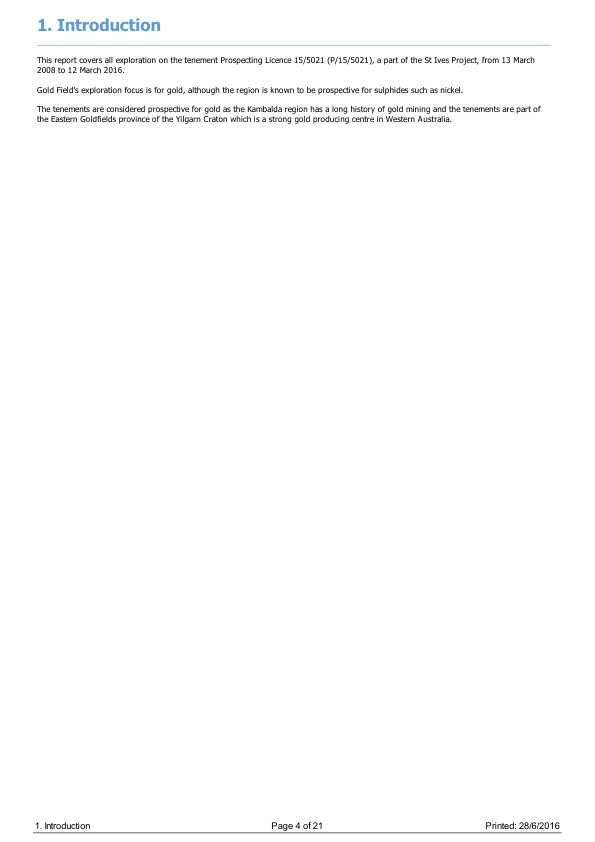 1. Introduction
This report covers all exploration on the tenement Prospecting Licence 15/5021 (P/15/5021), a part of the St Ives Project, from 13 March
2008 to 12 March 2016.
Gold Field's exploration focus is for gold, although the region is known to be prospective for sulphides such as nickel.
The tenements are considered prospective for gold as the Kambalda region has a long history of gold mining and the tenements are part of
the Eastern Goldfields province of the Yilgarn Craton which is a strong gold producing centre in Western Australia.
1. Introduction Page 4 of 21 Printed: 28/6/2016